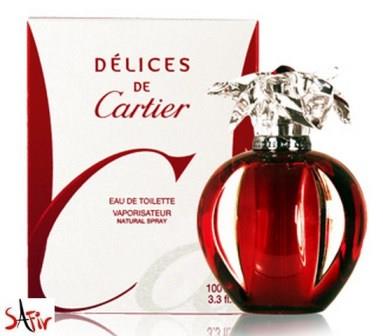 DÉLICES
DE
Cartier
EAU DE TOILETTE
VAPORISATEUR
NATURAL SPRAY
100
3.3 fl.
SAfir